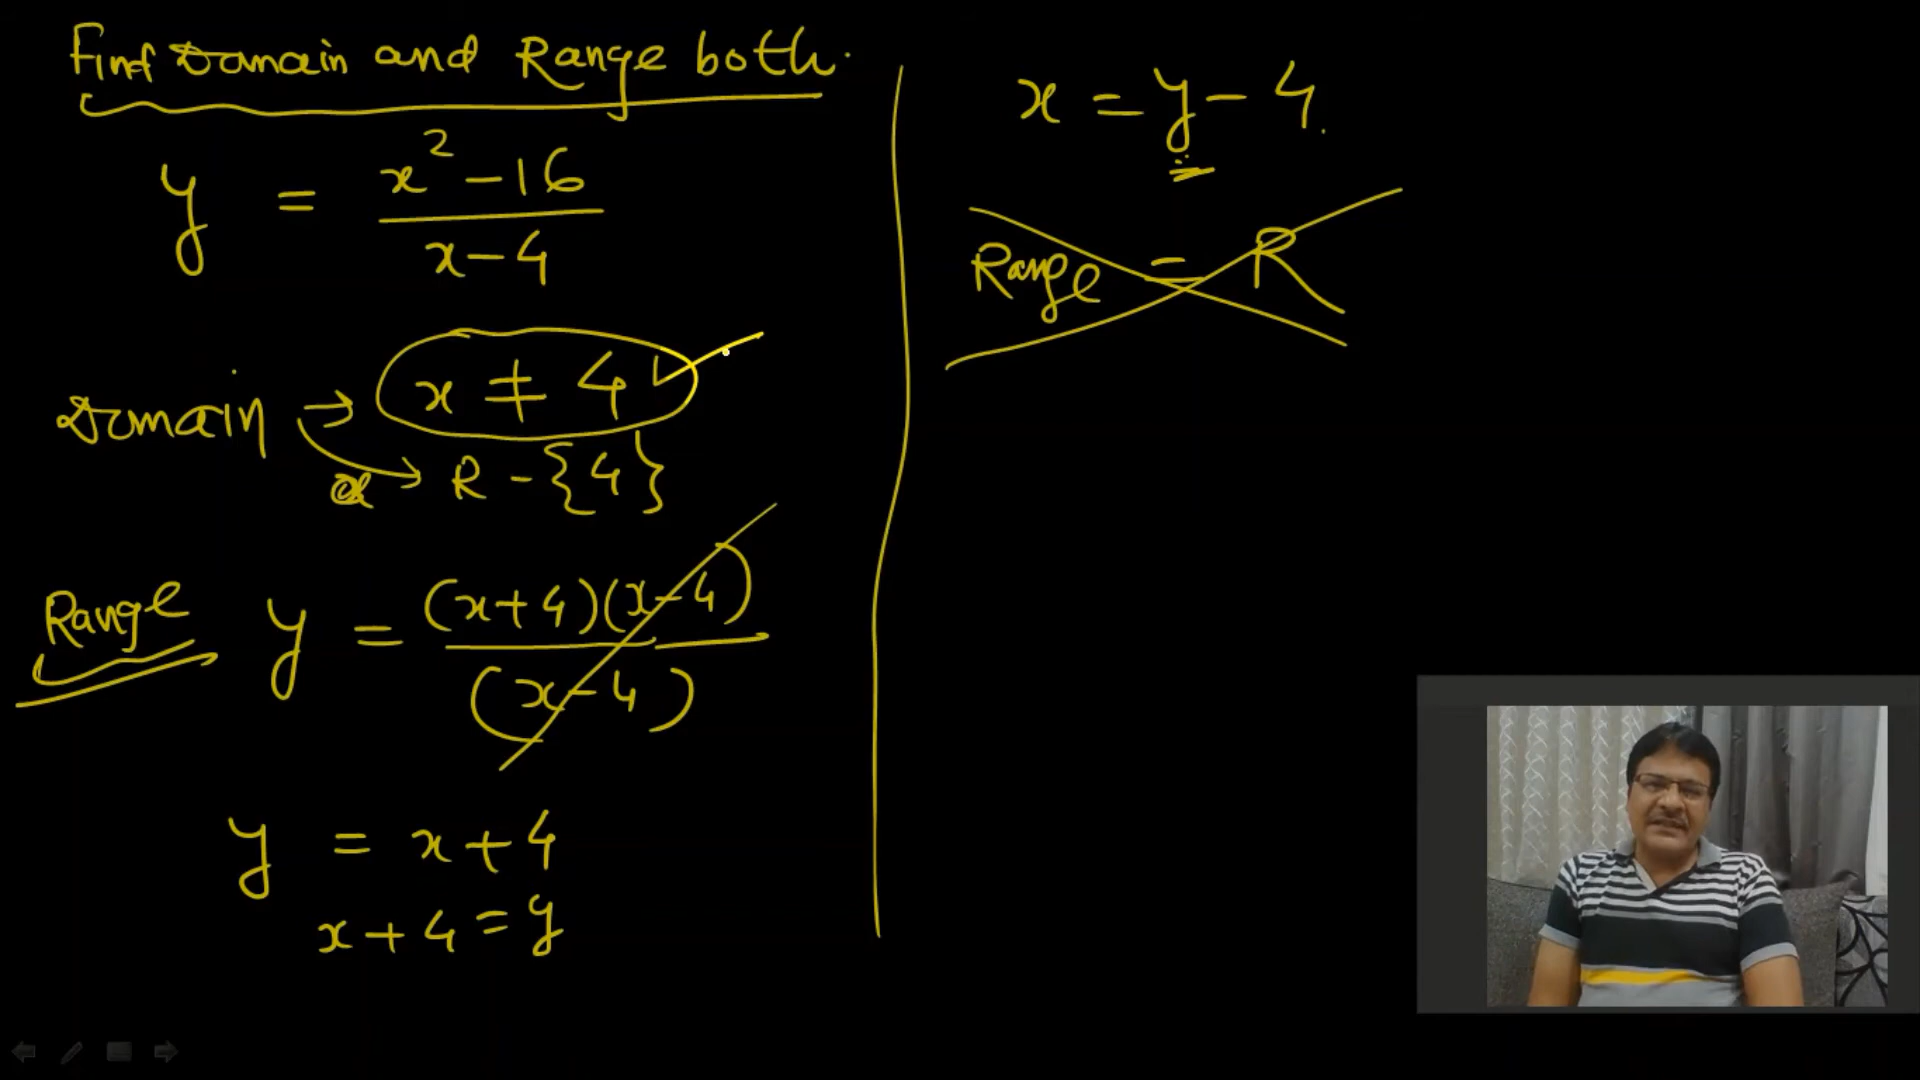 Find Domain and Range both.
y = x² - 16 / x - 4
Domain → x ≠ 4
→ R - {4}
Range y = (x + 4)(x - 4) / (x - 4)
y = x + 4
x + 4 = y
x = y - 4.
Range = R